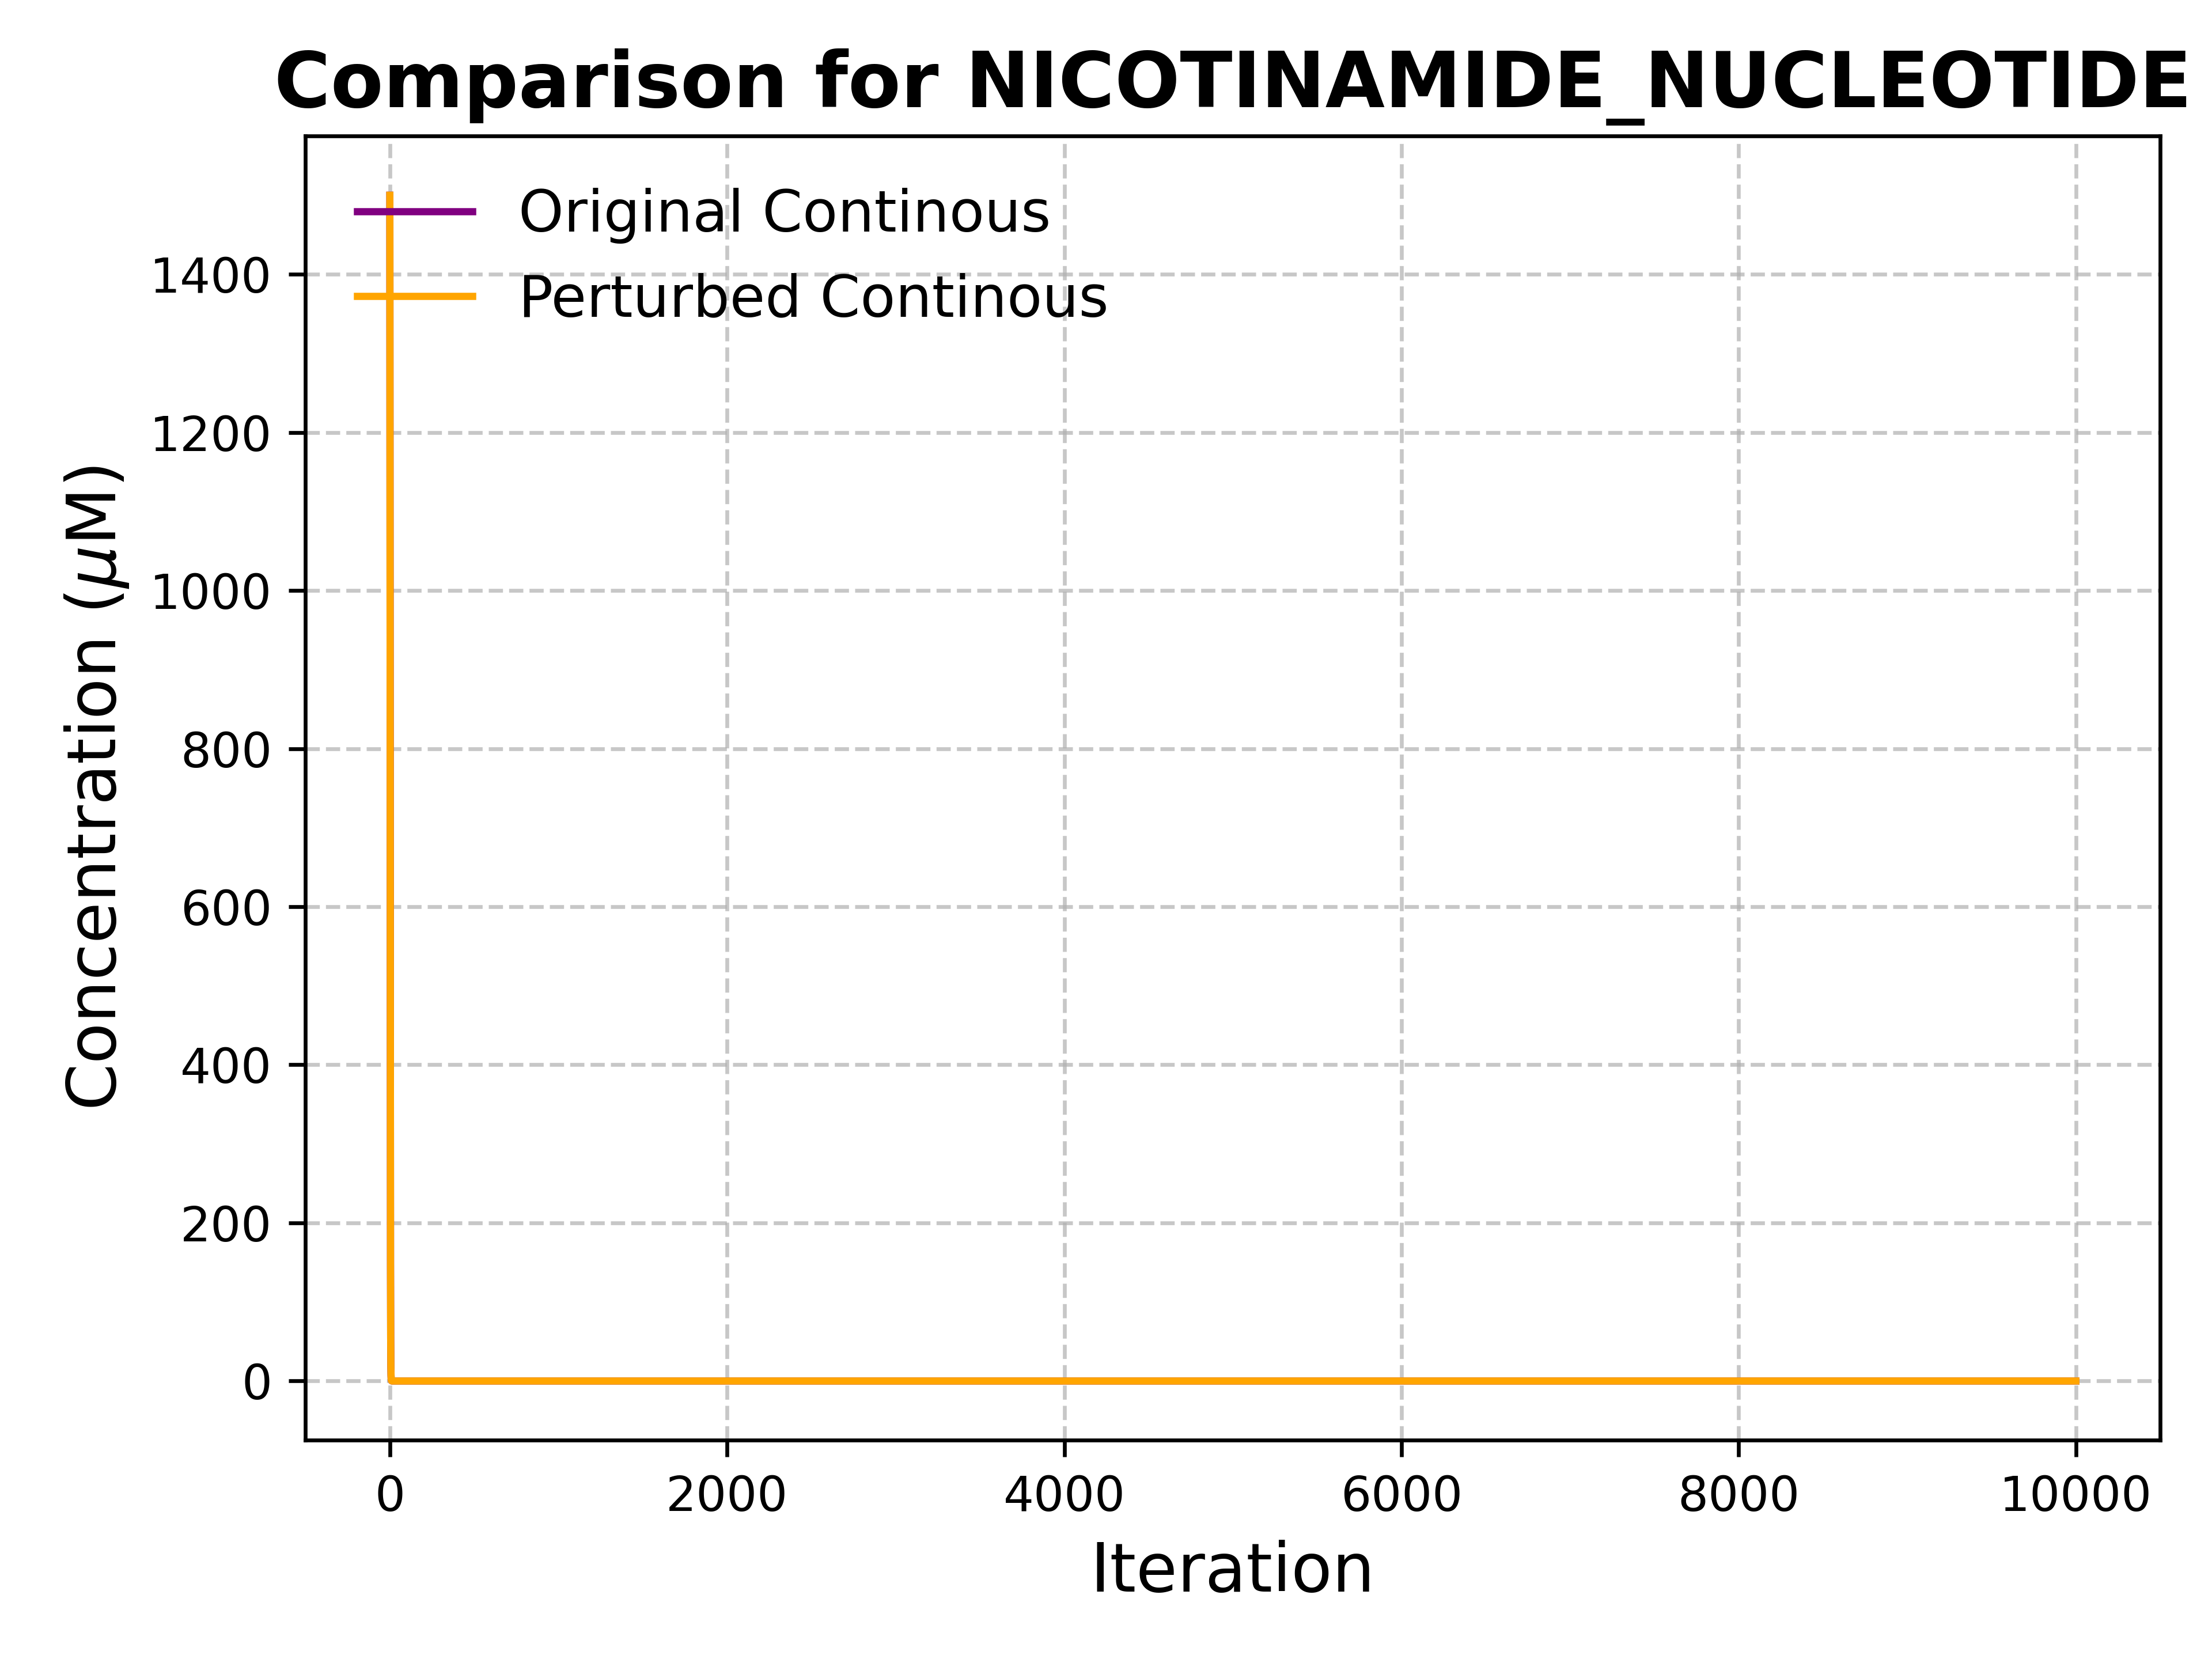 Comparison for NICOTINAMIDE_NUCLEOTIDE
Original Continous
Perturbed Continous
Concentration (μM)
1400
1200
1000
800
600
400
200
0
0 2000 4000 6000 8000 10000
Iteration